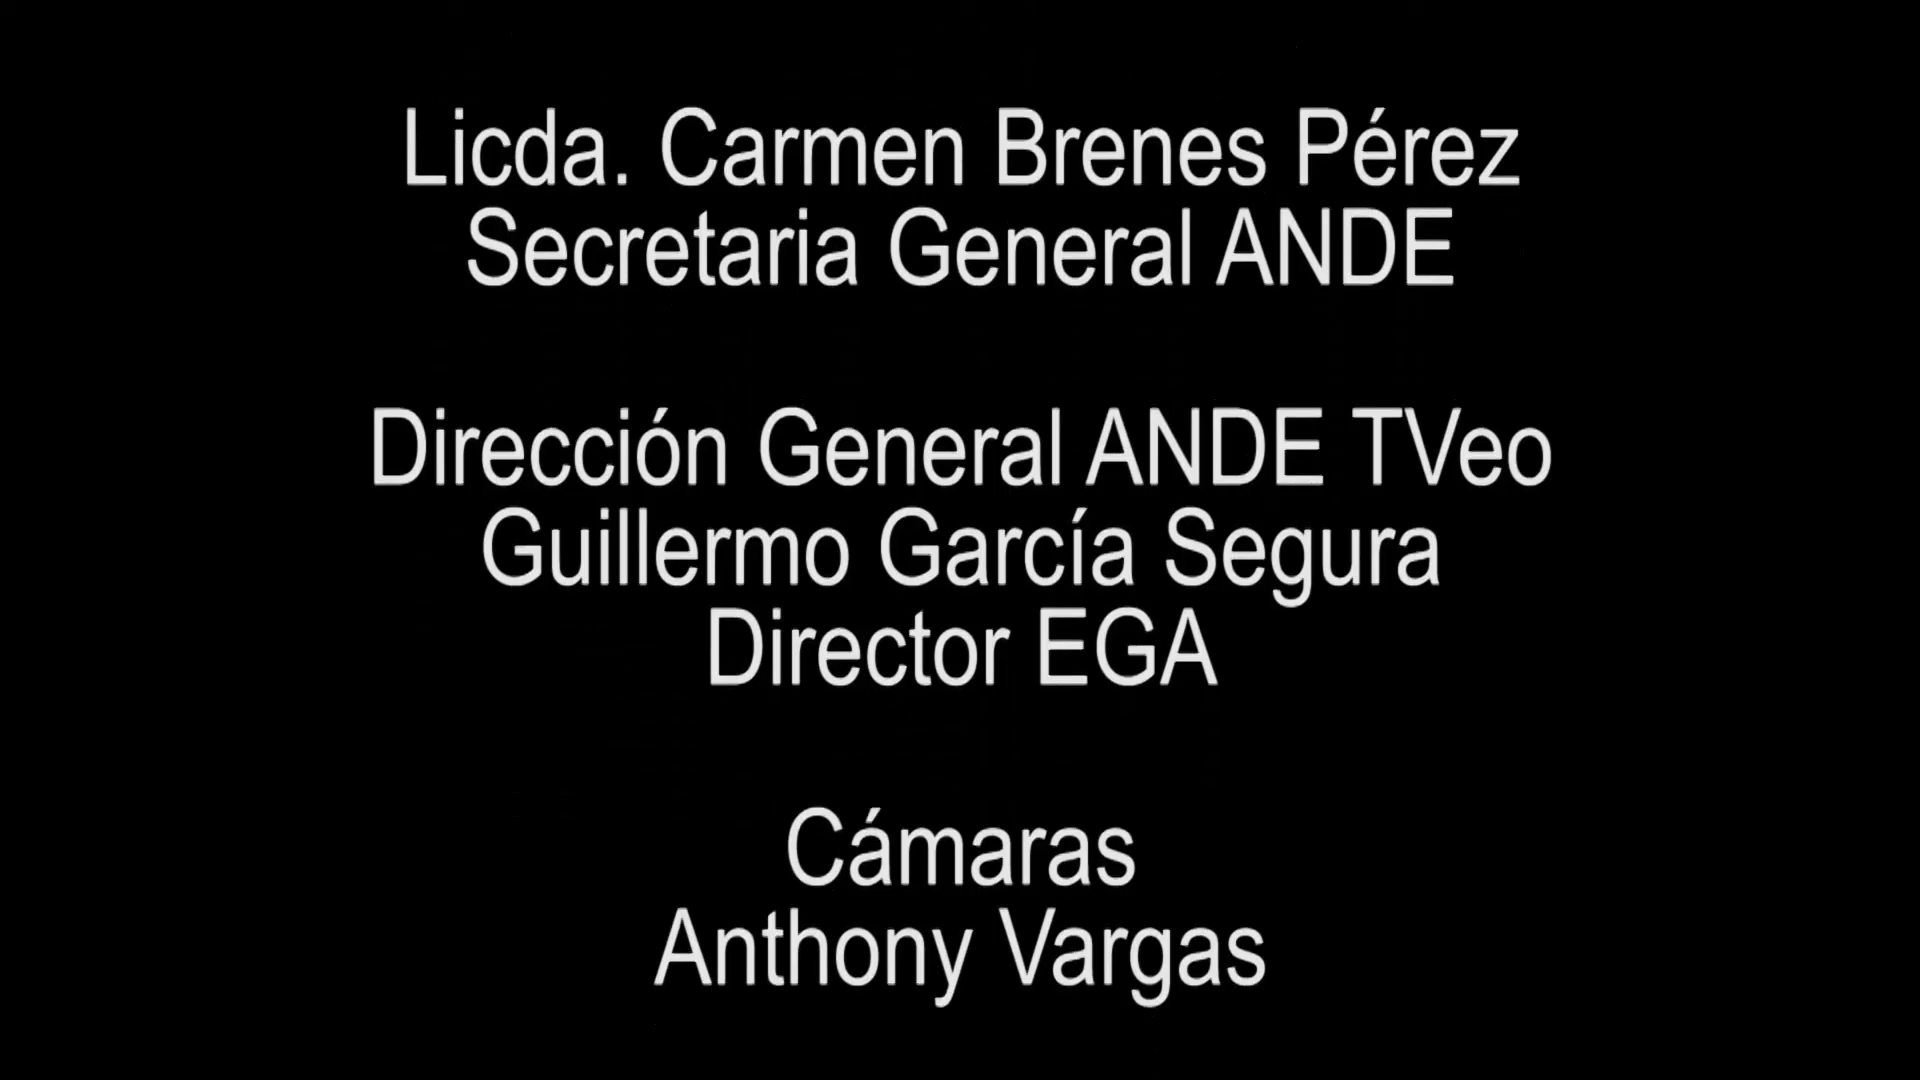 Licda. Carmen Brenes Pérez
Secretaria General ANDE
Dirección General ANDE TVeo
Guillermo García Segura
Director EGA
Cámaras
Anthony Vargas